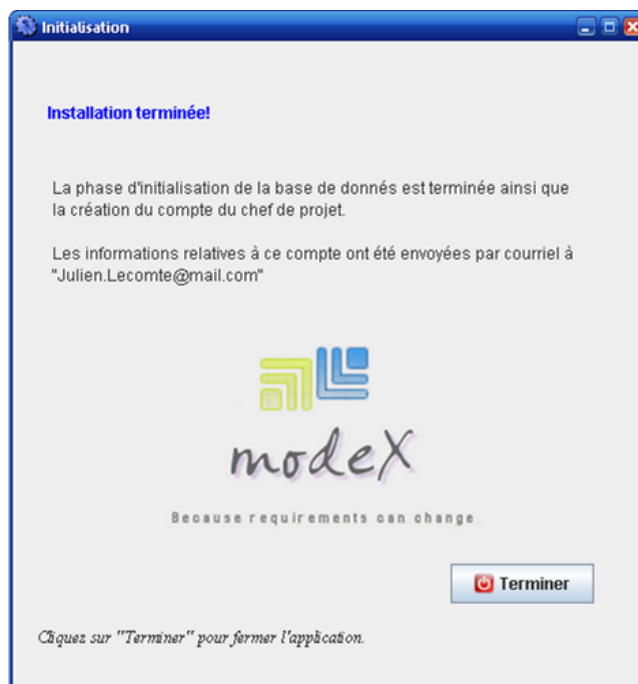 Initialisation
Installation terminée!
La phase d'initialisation de la base de donnés est terminée ainsi que
la création du compte du chef de projet.
Les informations relatives à ce compte ont été envoyées par courriel à
"Julien.Lecomte@mail.com"
modeX
Because requirements can change
Terminer
Cliquez sur "Terminer" pour fermer l'application.